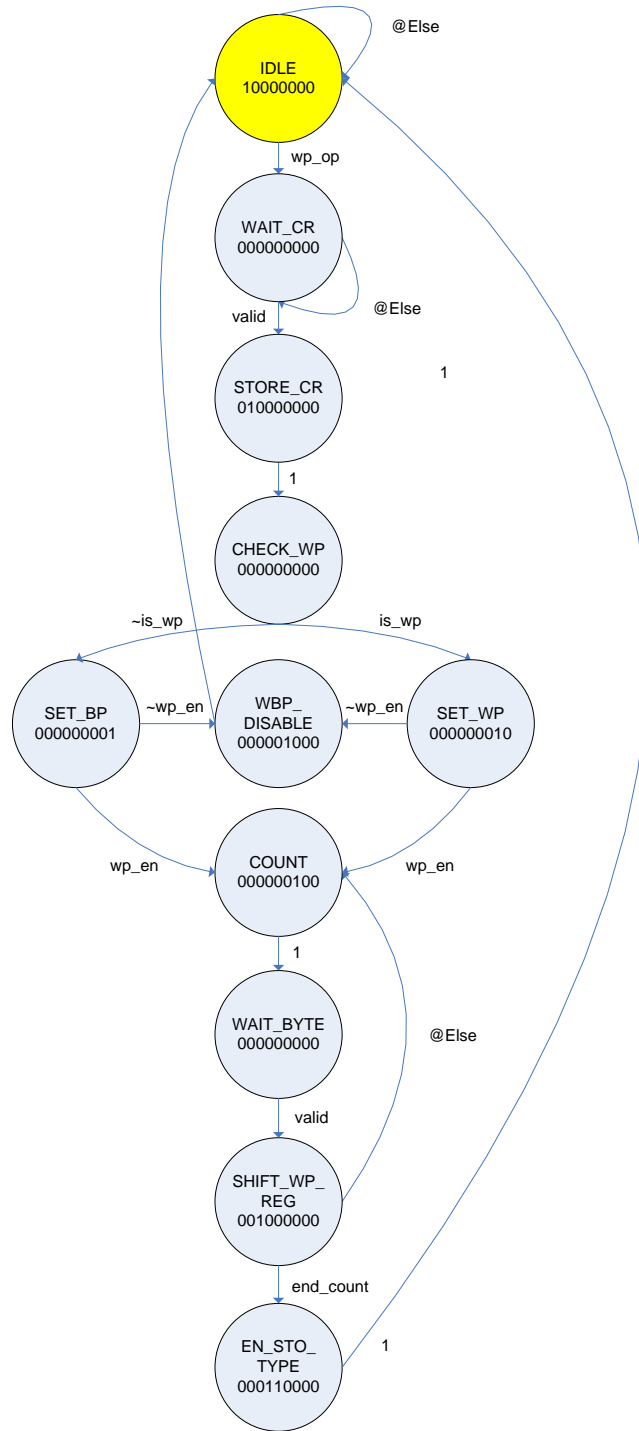 @Else
IDLE
10000000
wp_op
WAIT_CR
000000000
@Else
valid
STORE_CR
010000000
1
1
CHECK_WP
000000000
~is_wp
is_wp
SET_BP
000000001
~wp_en
WBP_
DISABLE
000001000
~wp_en
SET_WP
000000010
wp_en
COUNT
000000100
wp_en
1
WAIT_BYTE
000000000
@Else
valid
SHIFT_WP_
REG
001000000
end_count
EN_STO_
TYPE
000110000
1